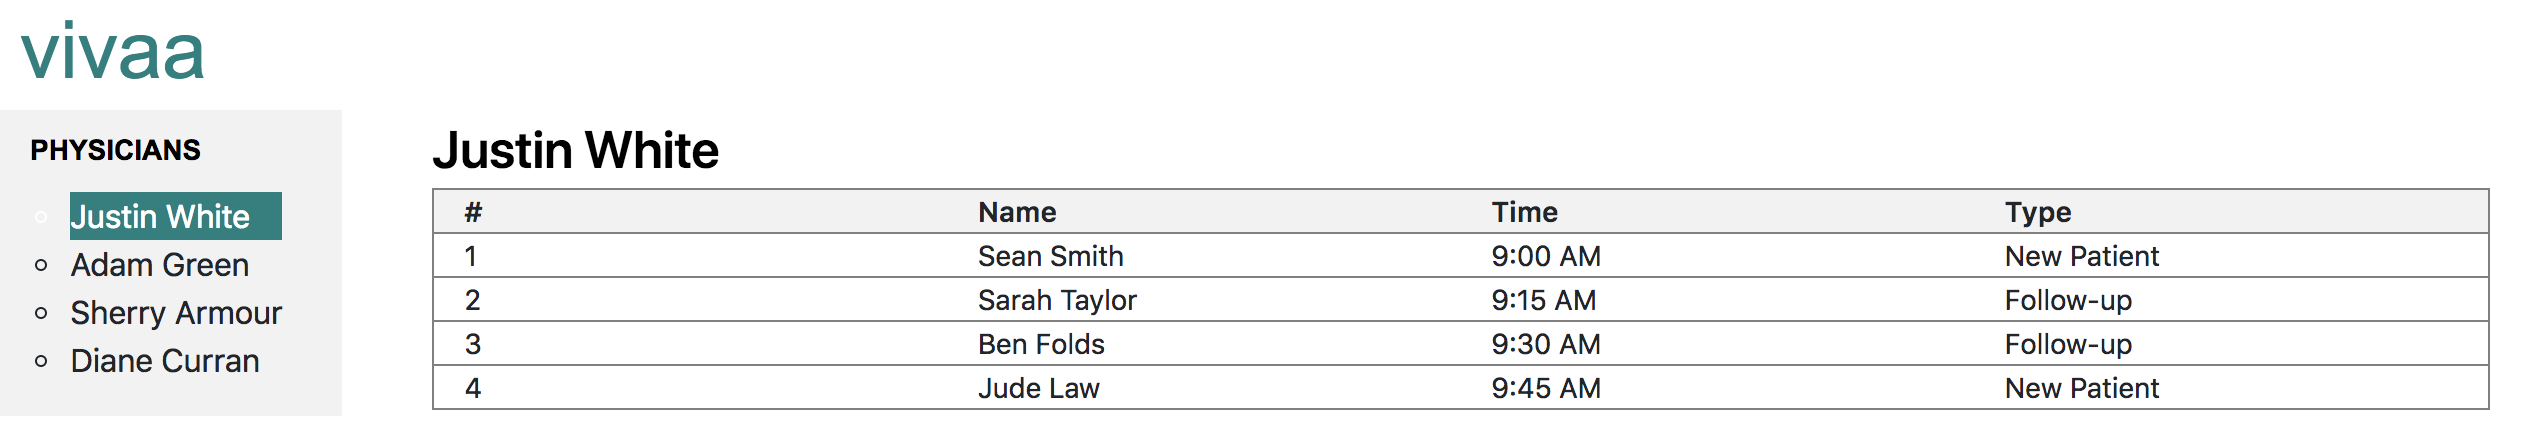 vivaa
PHYSICIANS
Justin White
Adam Green
Sherry Armour
Diane Curran
Justin White
# Name Time Type
1 Sean Smith 9:00 AM New Patient
2 Sarah Taylor 9:15 AM Follow-up
3 Ben Folds 9:30 AM Follow-up
4 Jude Law 9:45 AM New Patient